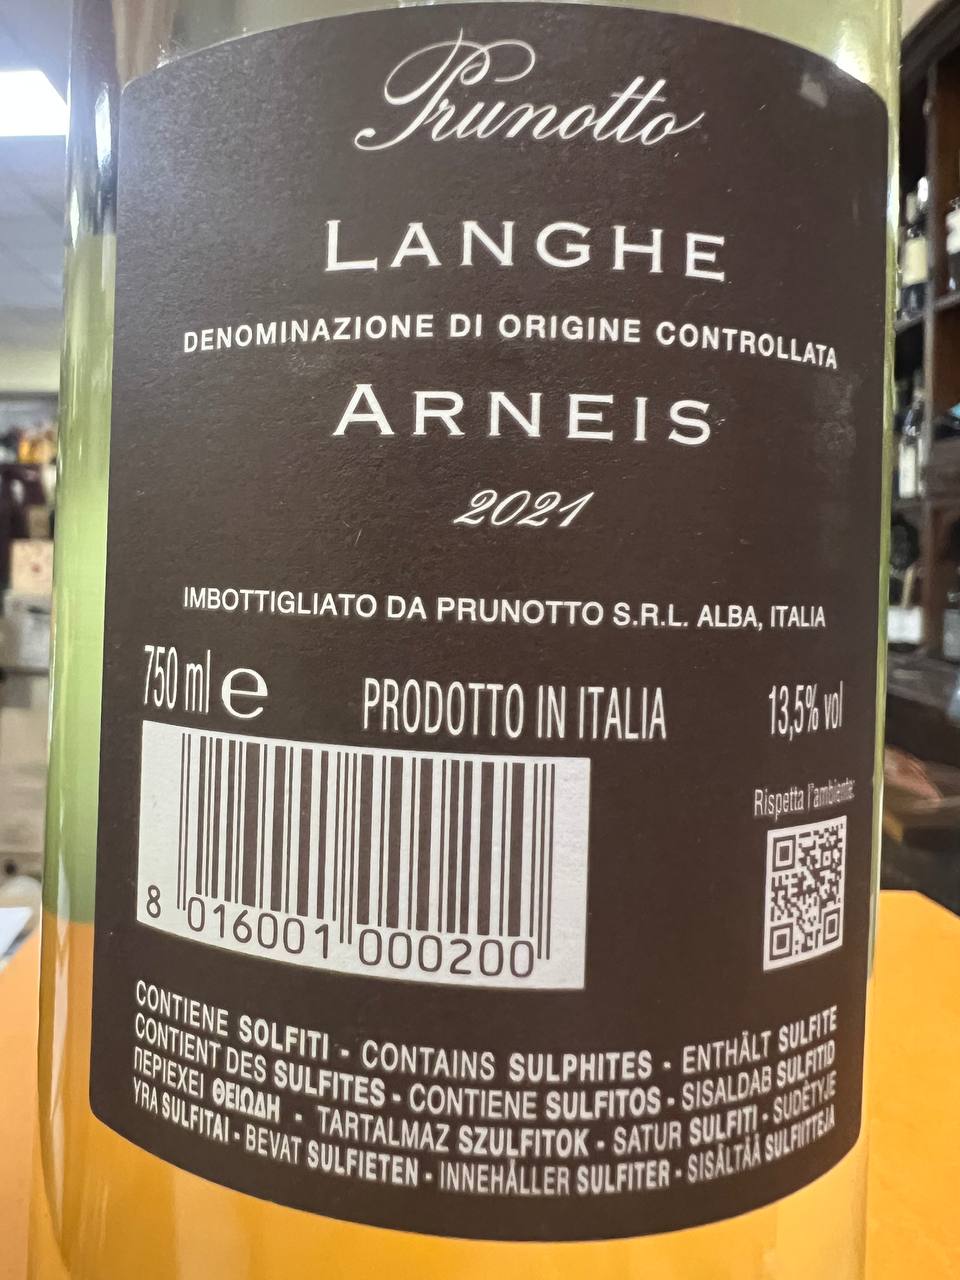 Prunotto
LANGHE
DENOMINAZIONE DI ORIGINE CONTROLLATA
ARNEIS
2021
IMBOTTIGLIATO DA PRUNOTTO S.R.L. ALBA, ITALIA
750 ml e PRODOTTO IN ITALIA 13,5% vol
Rispetta l'ambiente:
8 016001 000200
CONTIENE SOLFITI - CONTAINS SULPHITES - ENTHÄLT SULFITE
CONTIENT DES SULFITES - CONTIENE SULFITOS - SISALDAB SULFITID
ΠΕΡΙΕΧΕΙ ΘΕΙΩΔΗ - TARTALMAZ SZULFITOK - SATUR SULFITI - SUDĖTYJE
YRA SULFITAI - BEVAT SULFIETEN - INNEHÅLLER SULFITER - SISÄLTÄÄ SULFIITTEJA